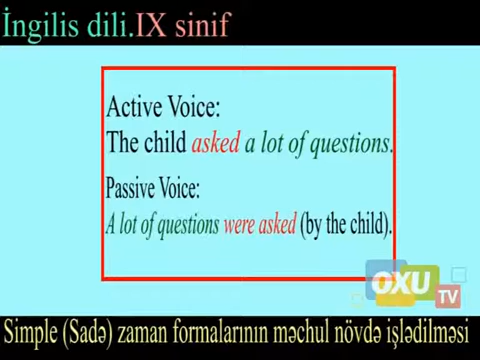 İngilis dili.IX sinif
Active Voice:
The child asked a lot of questions.
Passive Voice:
A lot of questions were asked (by the child).
OXU
TV
Simple (Sadə) zaman formalarının məchul növdə işlədilməsi